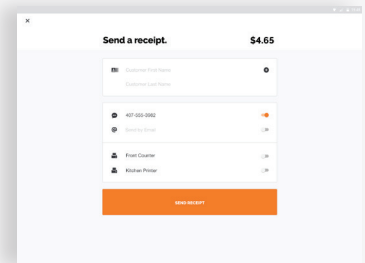 Send a receipt. $4.65
Customer First Name
Customer Last Name
407-555-0962
Send by Email
Front Counter
Kitchen Printer
SEND RECEIPT